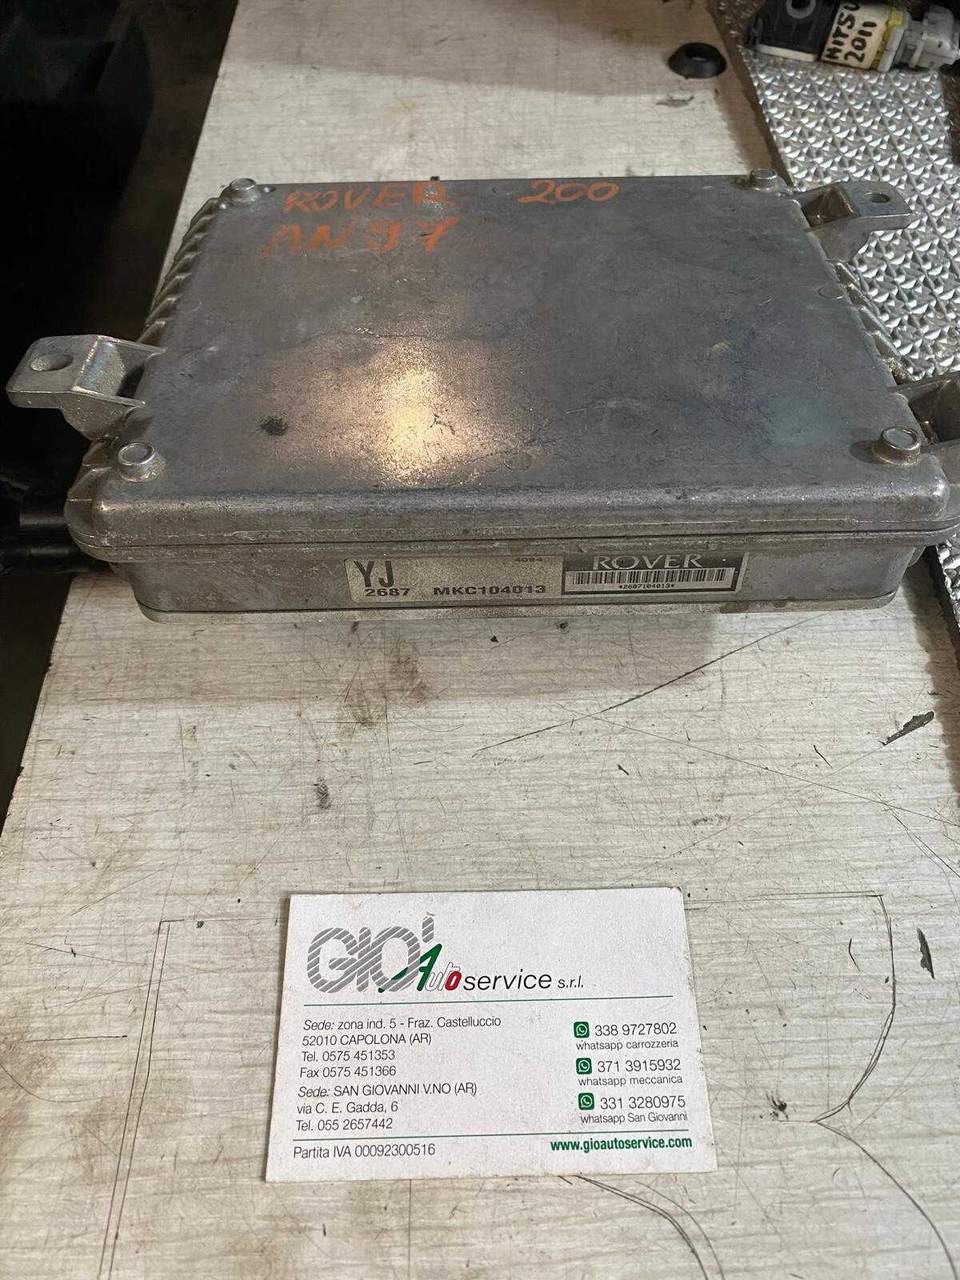 MITSU
2011
ROVER 200
AN97
YJ
2687 MKC104013
4094
ROVER
*2687104013*
GIO' Auto service s.r.l.
Sede: zona ind. 5 - Fraz. Castelluccio
52010 CAPOLONA (AR)
Tel. 0575 451353
Fax 0575 451366
Sede: SAN GIOVANNI V.NO (AR)
via C. E. Gadda, 6
Tel. 055 2657442
Partita IVA 00092300516
338 9727802
whatsapp carrozzeria
371 3915932
whatsapp meccanica
331 3280975
whatsapp San Giovanni
www.gioautoservice.com